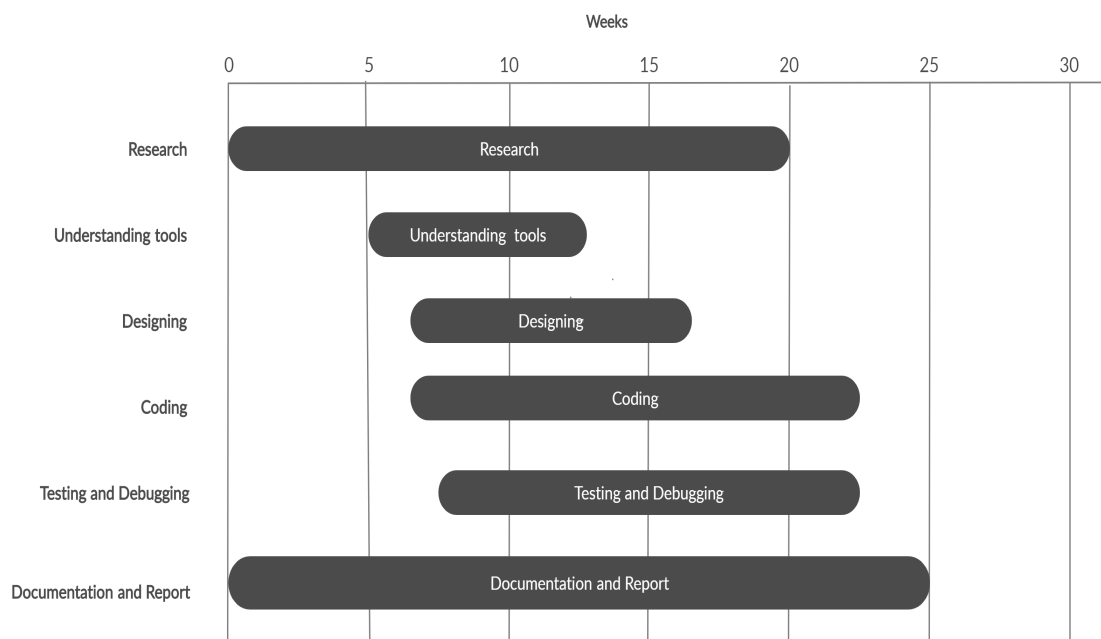 Weeks
0 5 10 15 20 25 30
Research Research
Understanding tools Understanding tools
Designing Designing
Coding Coding
Testing and Debugging Testing and Debugging
Documentation and Report Documentation and Report